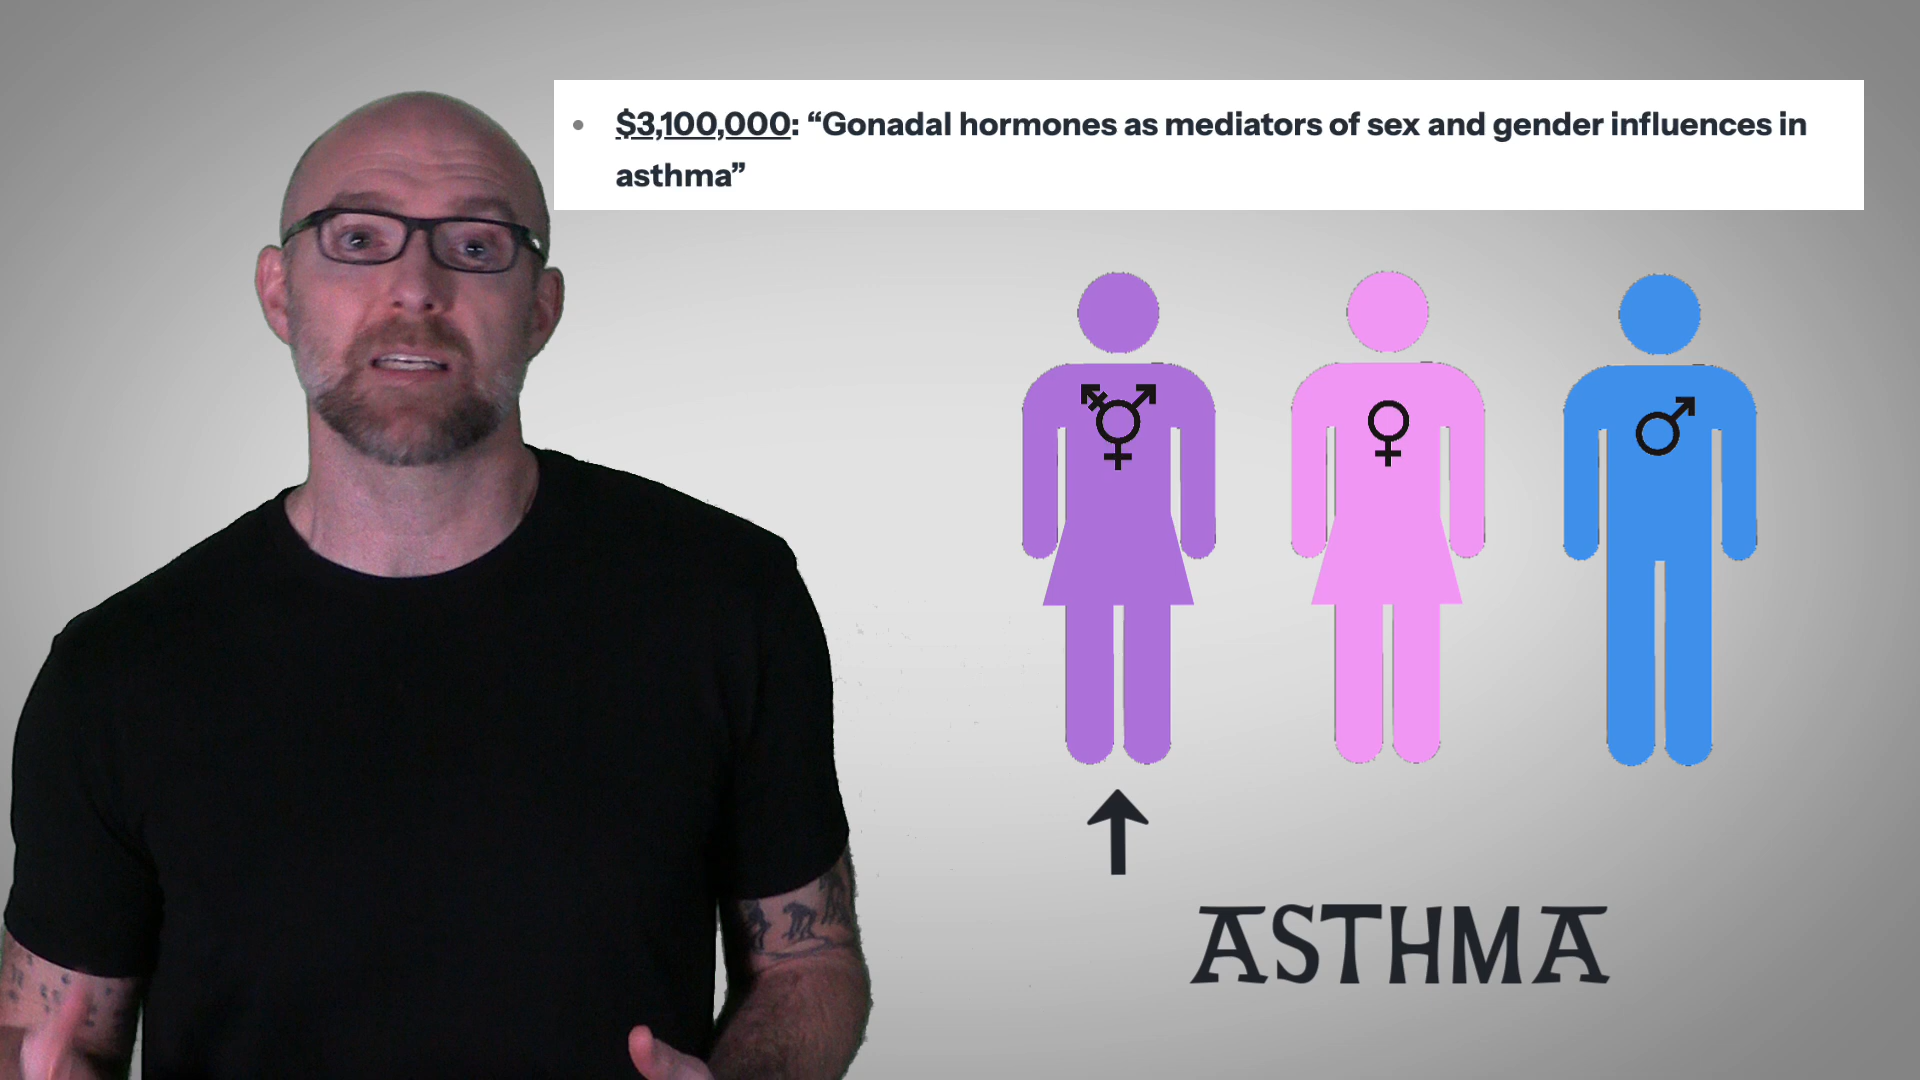 • $3,100,000: “Gonadal hormones as mediators of sex and gender influences in
asthma”
ASTHMA